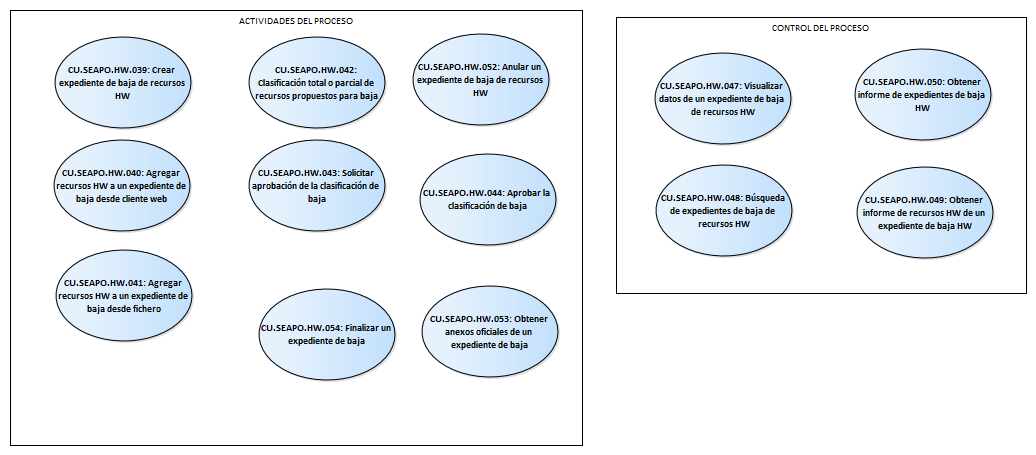 ACTIVIDADES DEL PROCESO
CU.SEAPO.HW.039: Crear
expediente de baja de recursos
HW
CU.SEAPO.HW.042:
Clasificación total o parcial de
recursos propuestos para baja
CU.SEAPO.HW.052: Anular un
expediente de baja de recursos
HW
CU.SEAPO.HW.040: Agregar
recursos HW a un expediente de
baja desde cliente web
CU.SEAPO.HW.043: Solicitar
aprobación de la clasificación de
baja
CU.SEAPO.HW.044: Aprobar la
clasificación de baja
CU.SEAPO.HW.041: Agregar
recursos HW a un expediente de
baja desde fichero
CU.SEAPO.HW.054: Finalizar un
expediente de baja
CU.SEAPO.HW.053: Obtener
anexos oficiales de un
expediente de baja
CONTROL DEL PROCESO
CU.SEAPO.HW.047: Visualizar
datos de un expediente de baja
de recursos HW
CU.SEAPO.HW.050: Obtener
informe de expedientes de baja
HW
CU.SEAPO.HW.048: Búsqueda
de expedientes de baja de
recursos HW
CU.SEAPO.HW.049: Obtener
informe de recursos HW de un
expediente de baja HW